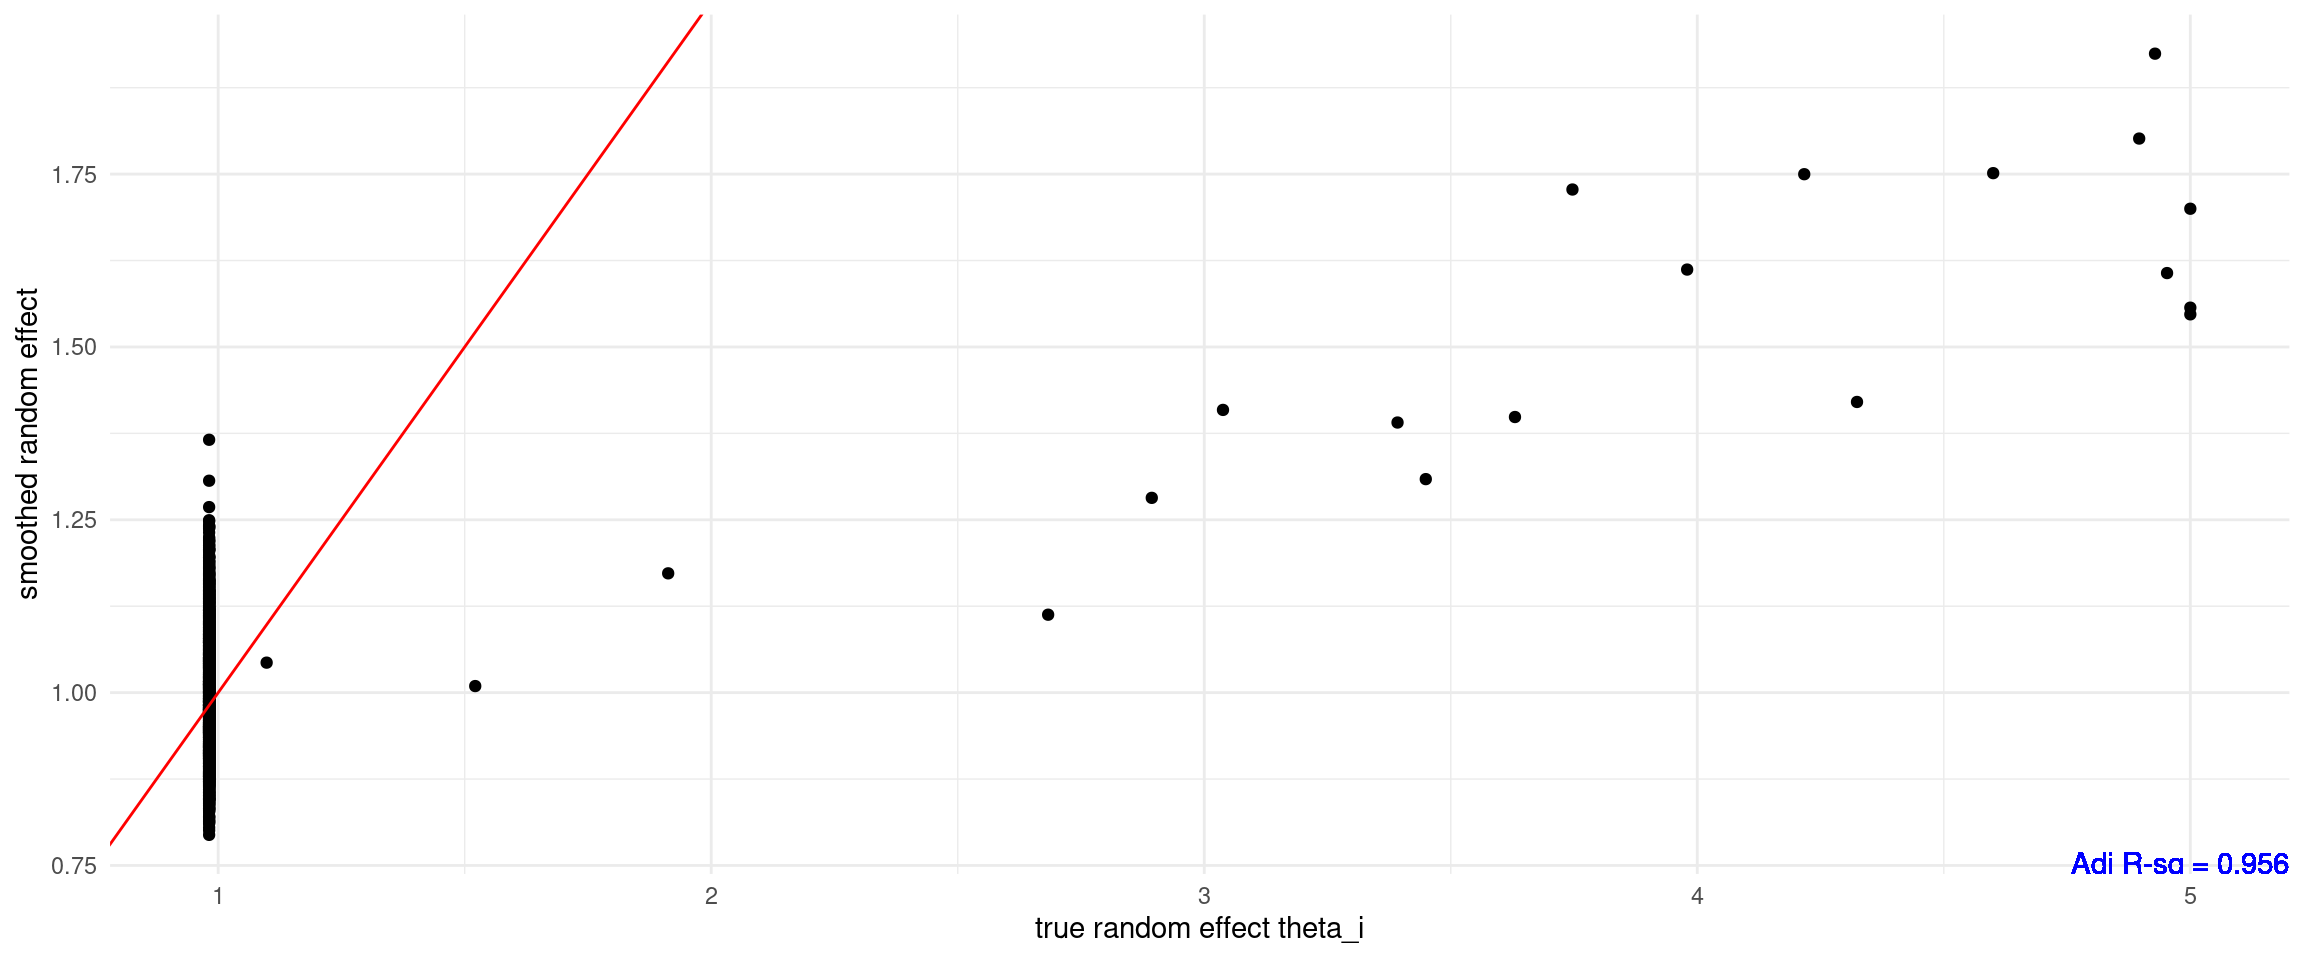 smoothed random effect
1.75
1.50
1.25
1.00
0.75
Adj R-sq = 0.956
1 2 3 4 5
true random effect theta_i